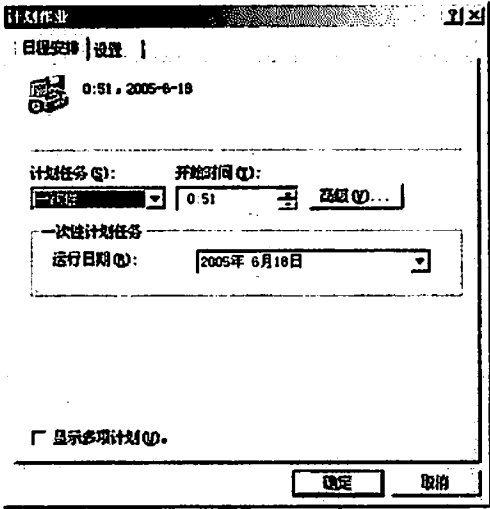 计划作业
日程安排 设置
0:51，2005-6-18
计划任务(S): 开始时间(T):
一次性 0:51 高级(V)...
一次性计划任务
运行日期(R): 2005年 6月18日
显示多项计划(U)。
确定 取消